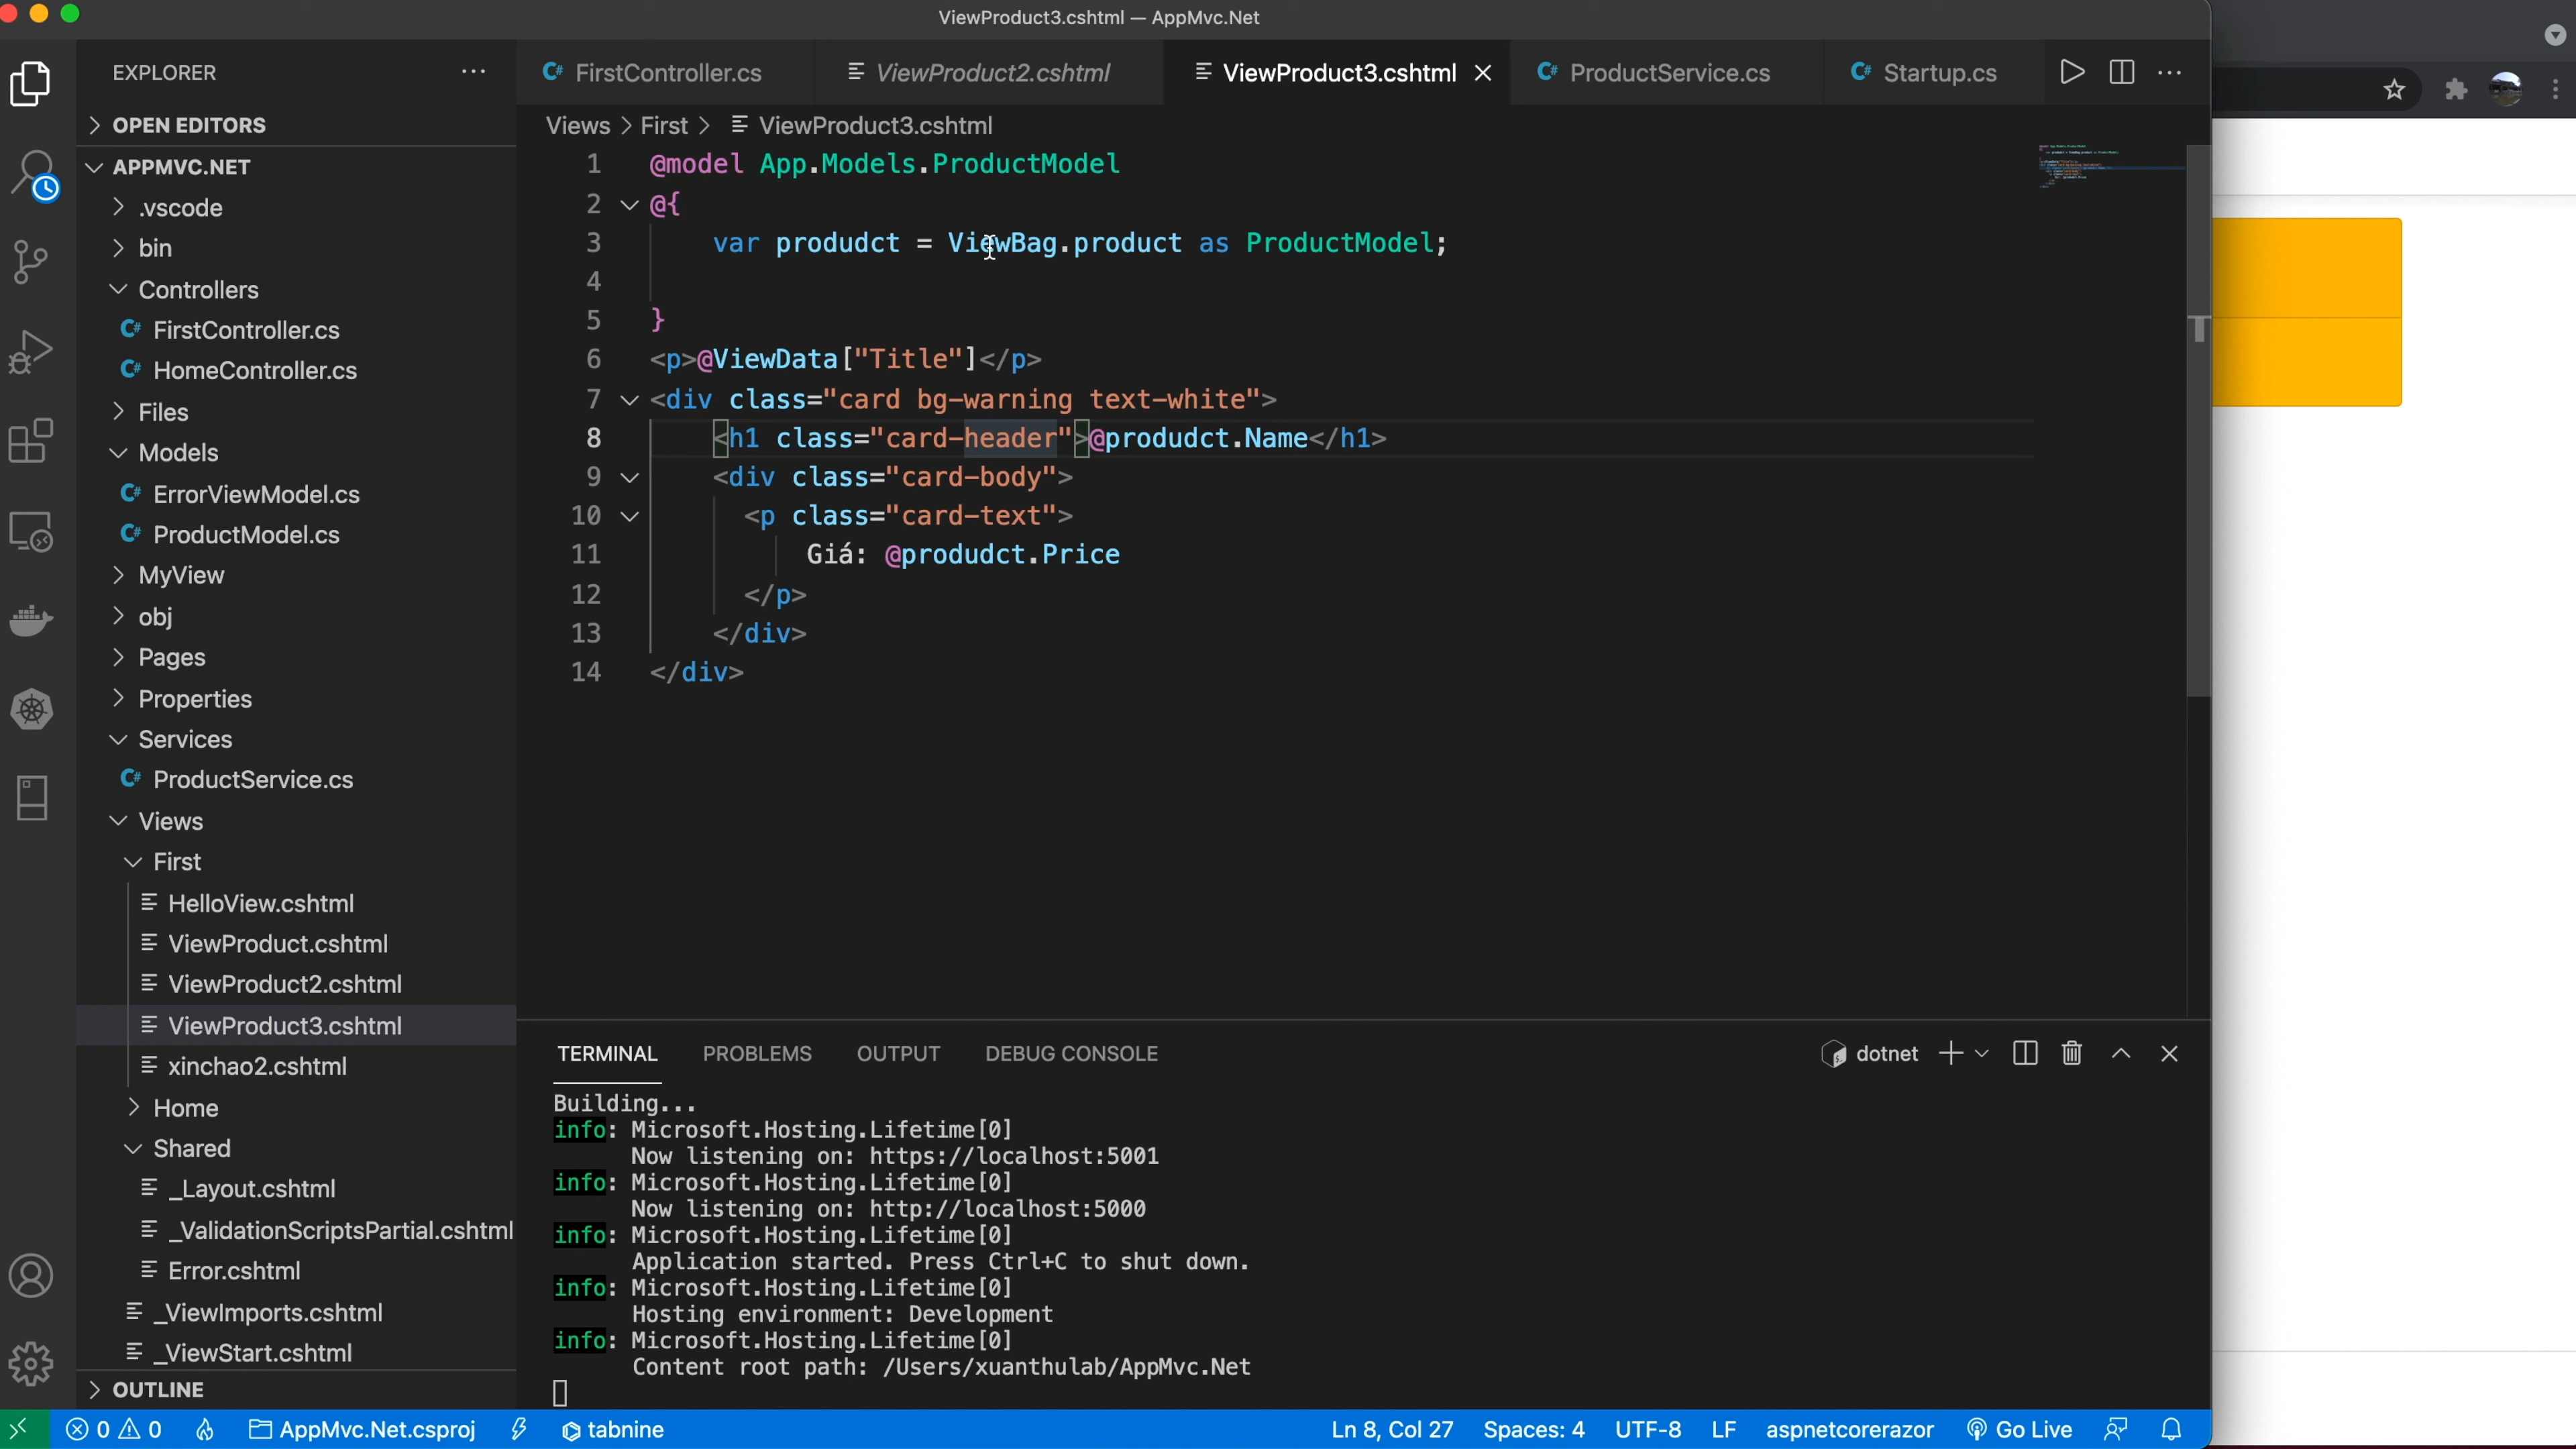 ViewProduct3.cshtml — AppMvc.Net
EXPLORER
OPEN EDITORS
APPMVC.NET
.vscode
bin
Controllers
FirstController.cs
HomeController.cs
Files
Models
ErrorViewModel.cs
ProductModel.cs
MyView
obj
Pages
Properties
Services
ProductService.cs
Views
First
HelloView.cshtml
ViewProduct.cshtml
ViewProduct2.cshtml
ViewProduct3.cshtml
xinchao2.cshtml
Home
Shared
_Layout.cshtml
_ValidationScriptsPartial.cshtml
Error.cshtml
_ViewImports.cshtml
_ViewStart.cshtml
OUTLINE
C# FirstController.cs ViewProduct2.cshtml ViewProduct3.cshtml C# ProductService.cs C# Startup.cs
Views > First > ViewProduct3.cshtml
1 @model App.Models.ProductModel
2 @{
3 var produdct = ViewBag.product as ProductModel;
4
5 }
6 <p>@ViewData["Title"]</p>
7 <div class="card bg-warning text-white">
8 <h1 class="card-header">@produdct.Name</h1>
9 <div class="card-body">
10 <p class="card-text">
11 Giá: @produdct.Price
12 </p>
13 </div>
14 </div>
TERMINAL PROBLEMS OUTPUT DEBUG CONSOLE dotnet
Building...
info: Microsoft.Hosting.Lifetime[0]
Now listening on: https://localhost:5001
info: Microsoft.Hosting.Lifetime[0]
Now listening on: http://localhost:5000
info: Microsoft.Hosting.Lifetime[0]
Application started. Press Ctrl+C to shut down.
info: Microsoft.Hosting.Lifetime[0]
Hosting environment: Development
info: Microsoft.Hosting.Lifetime[0]
Content root path: /Users/xuanthulab/AppMvc.Net
0 0 AppMvc.Net.csproj tabnine Ln 8, Col 27 Spaces: 4 UTF-8 LF aspnetcorerazor Go Live